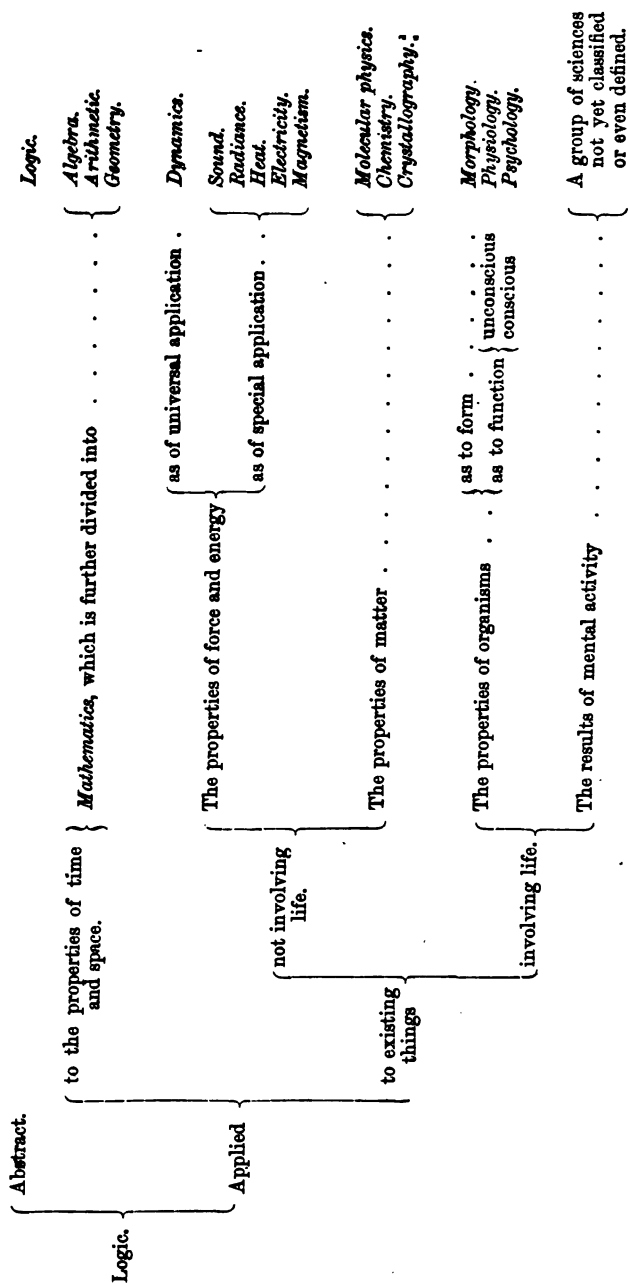 Logic.
Abstract.
Applied
to the properties of time
and space.
Mathematics, which is further divided into . . . . . . .
Logic.
Algebra.
Arithmetic.
Geometry.
to existing
things
not involving
life.
The properties of force and energy
as of universal application .
Dynamics.
as of special application . .
Sound.
Radiance.
Heat.
Electricity.
Magnetism.
The properties of matter . . . . . . . . . . . .
Molecular physics.
Chemistry.
Crystallography.
involving life.
The properties of organisms . .
as to form . . . . . .
as to function
unconscious
conscious
Morphology.
Physiology.
Psychology.
The results of mental activity . . . . . . . . . .
A group of sciences
not yet classified
or even defined.